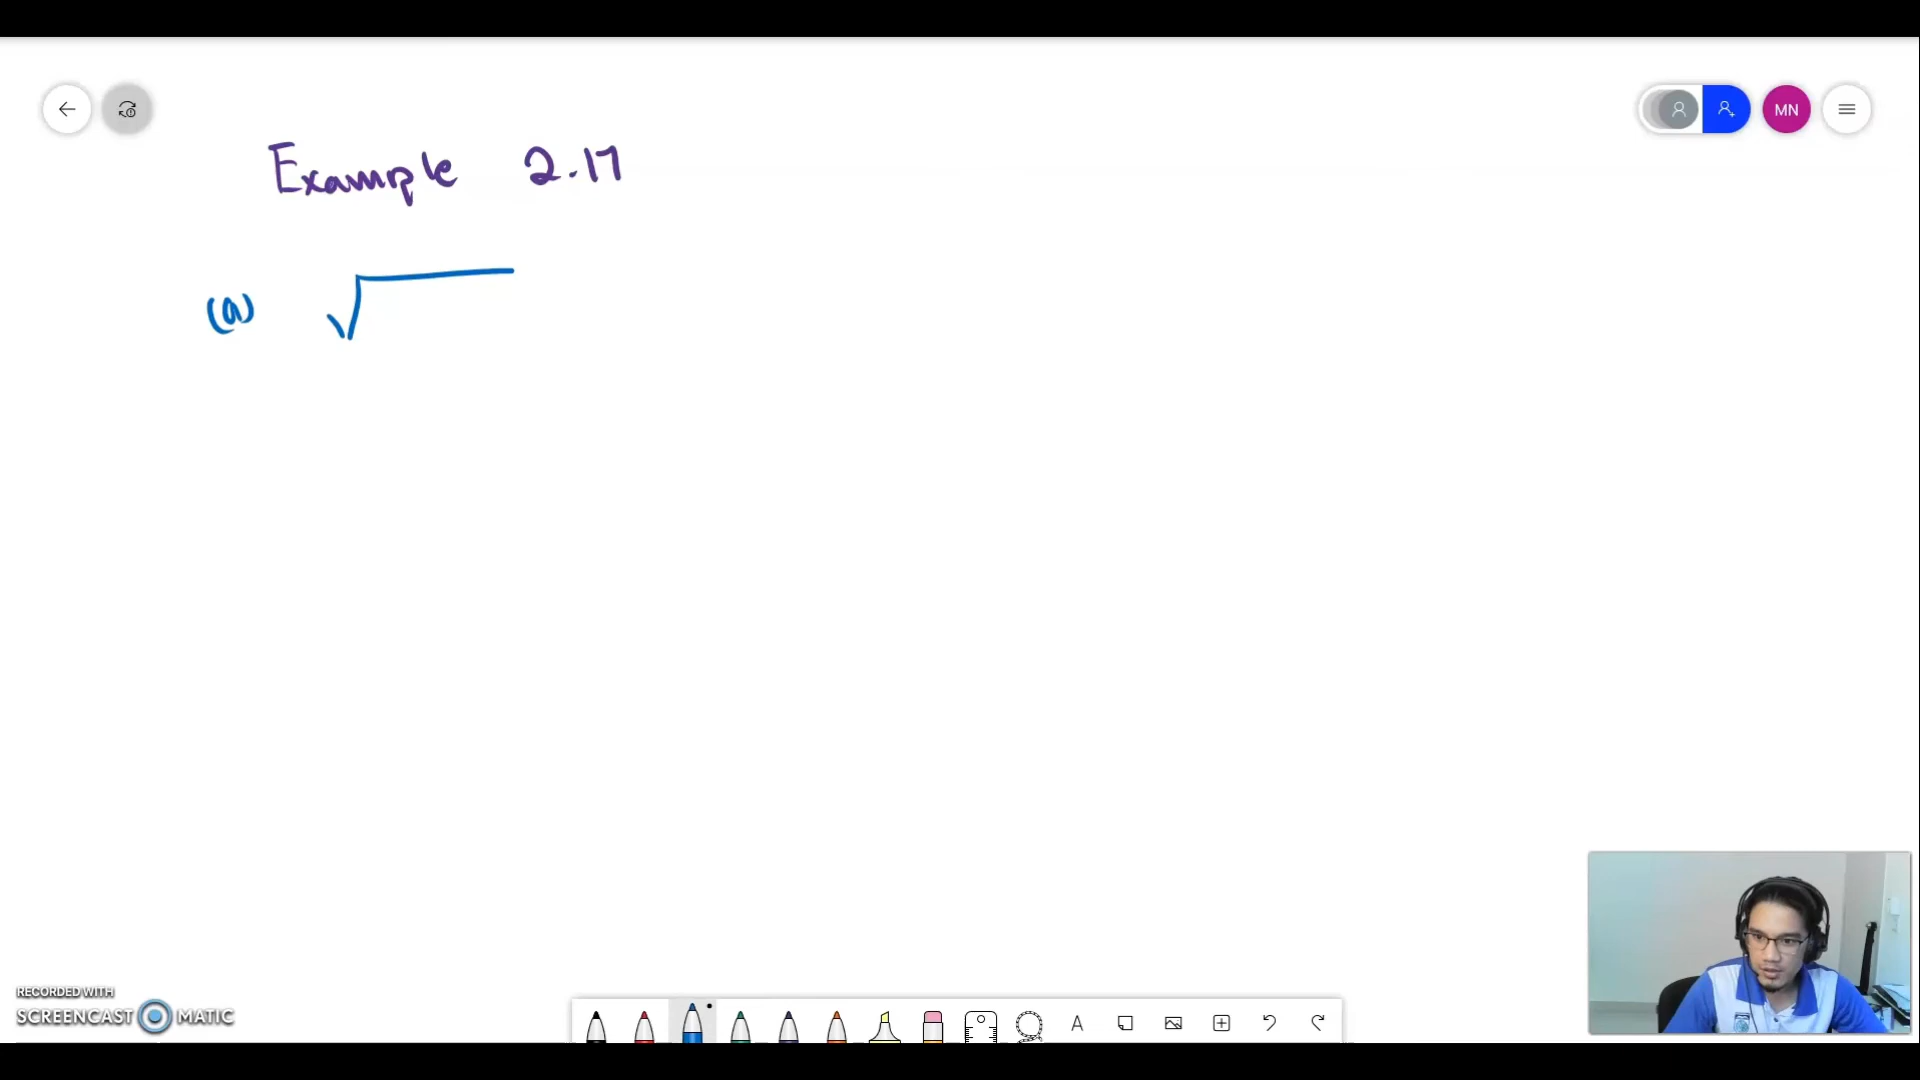 MN
Example 2.17
(a) √
A
RECORDED WITH
SCREENCAST MATIC